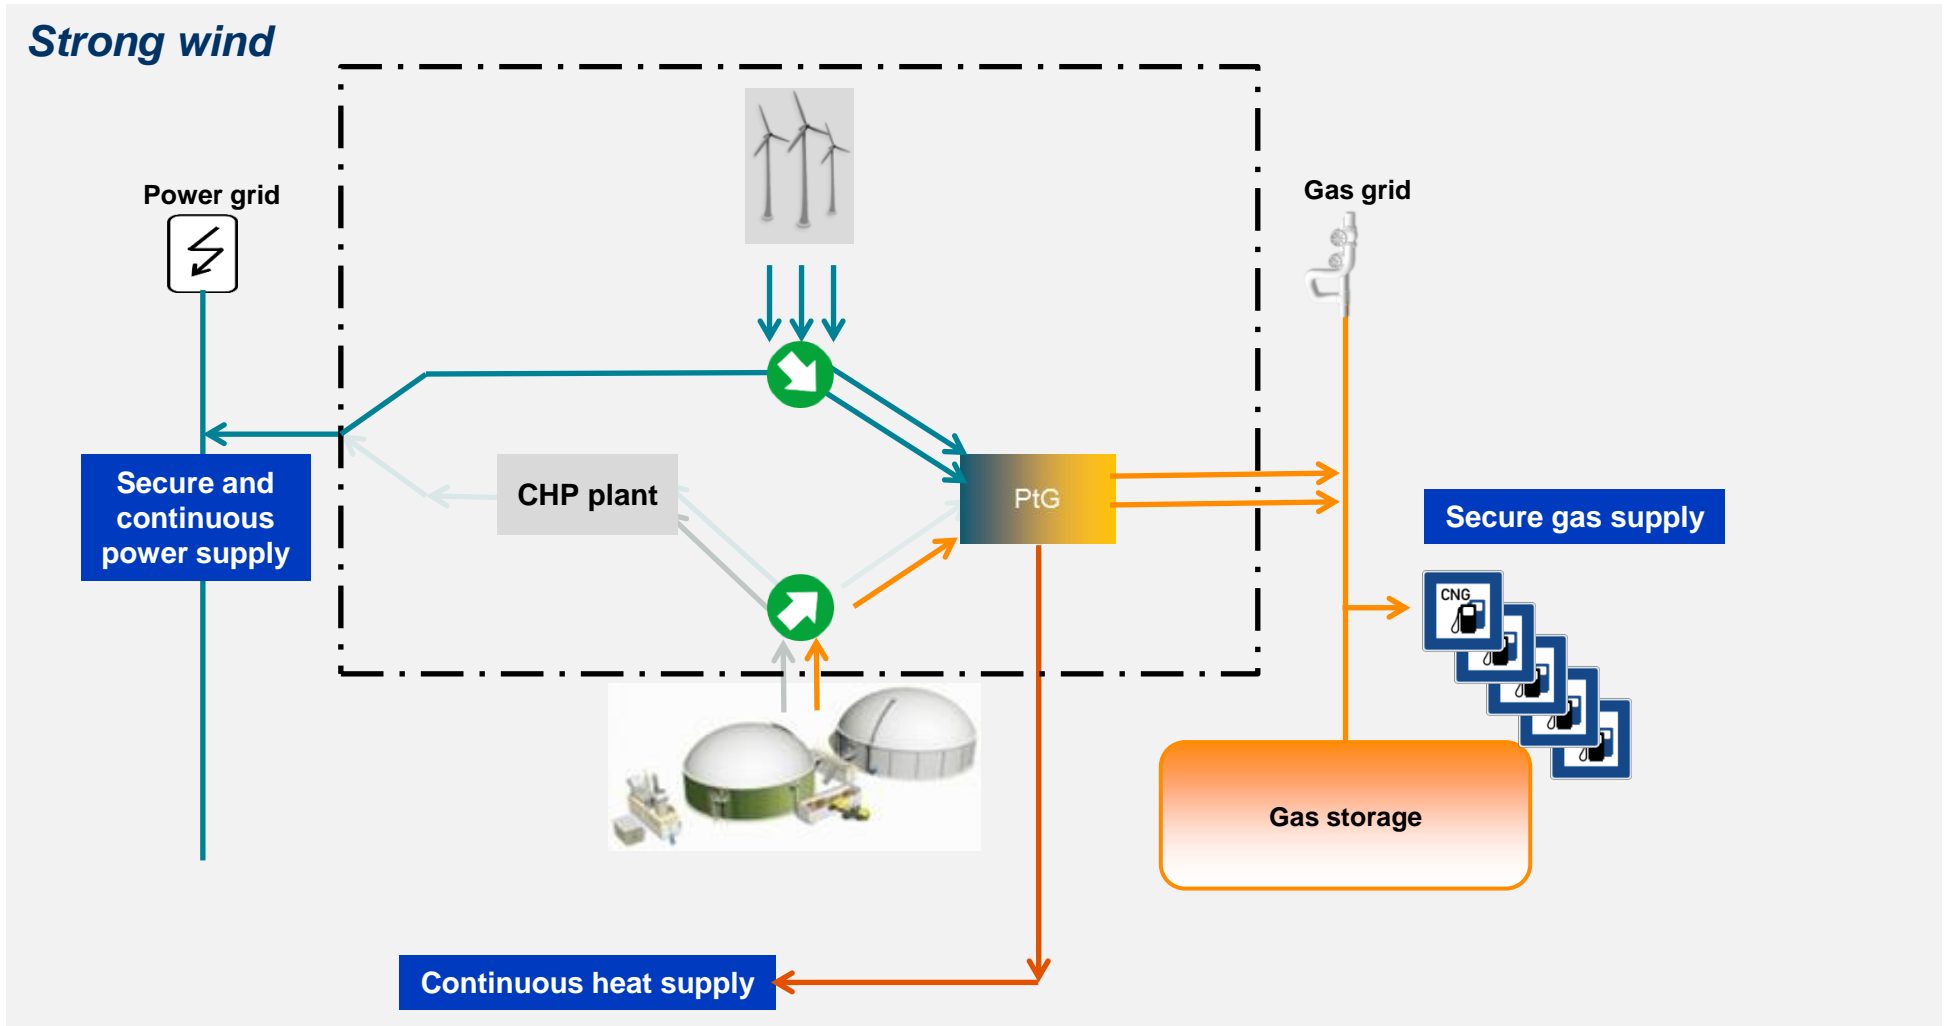 Strong wind
Power grid
Gas grid
Secure and
continuous
power supply
CHP plant
PtG
Secure gas supply
CNG
Gas storage
Continuous heat supply